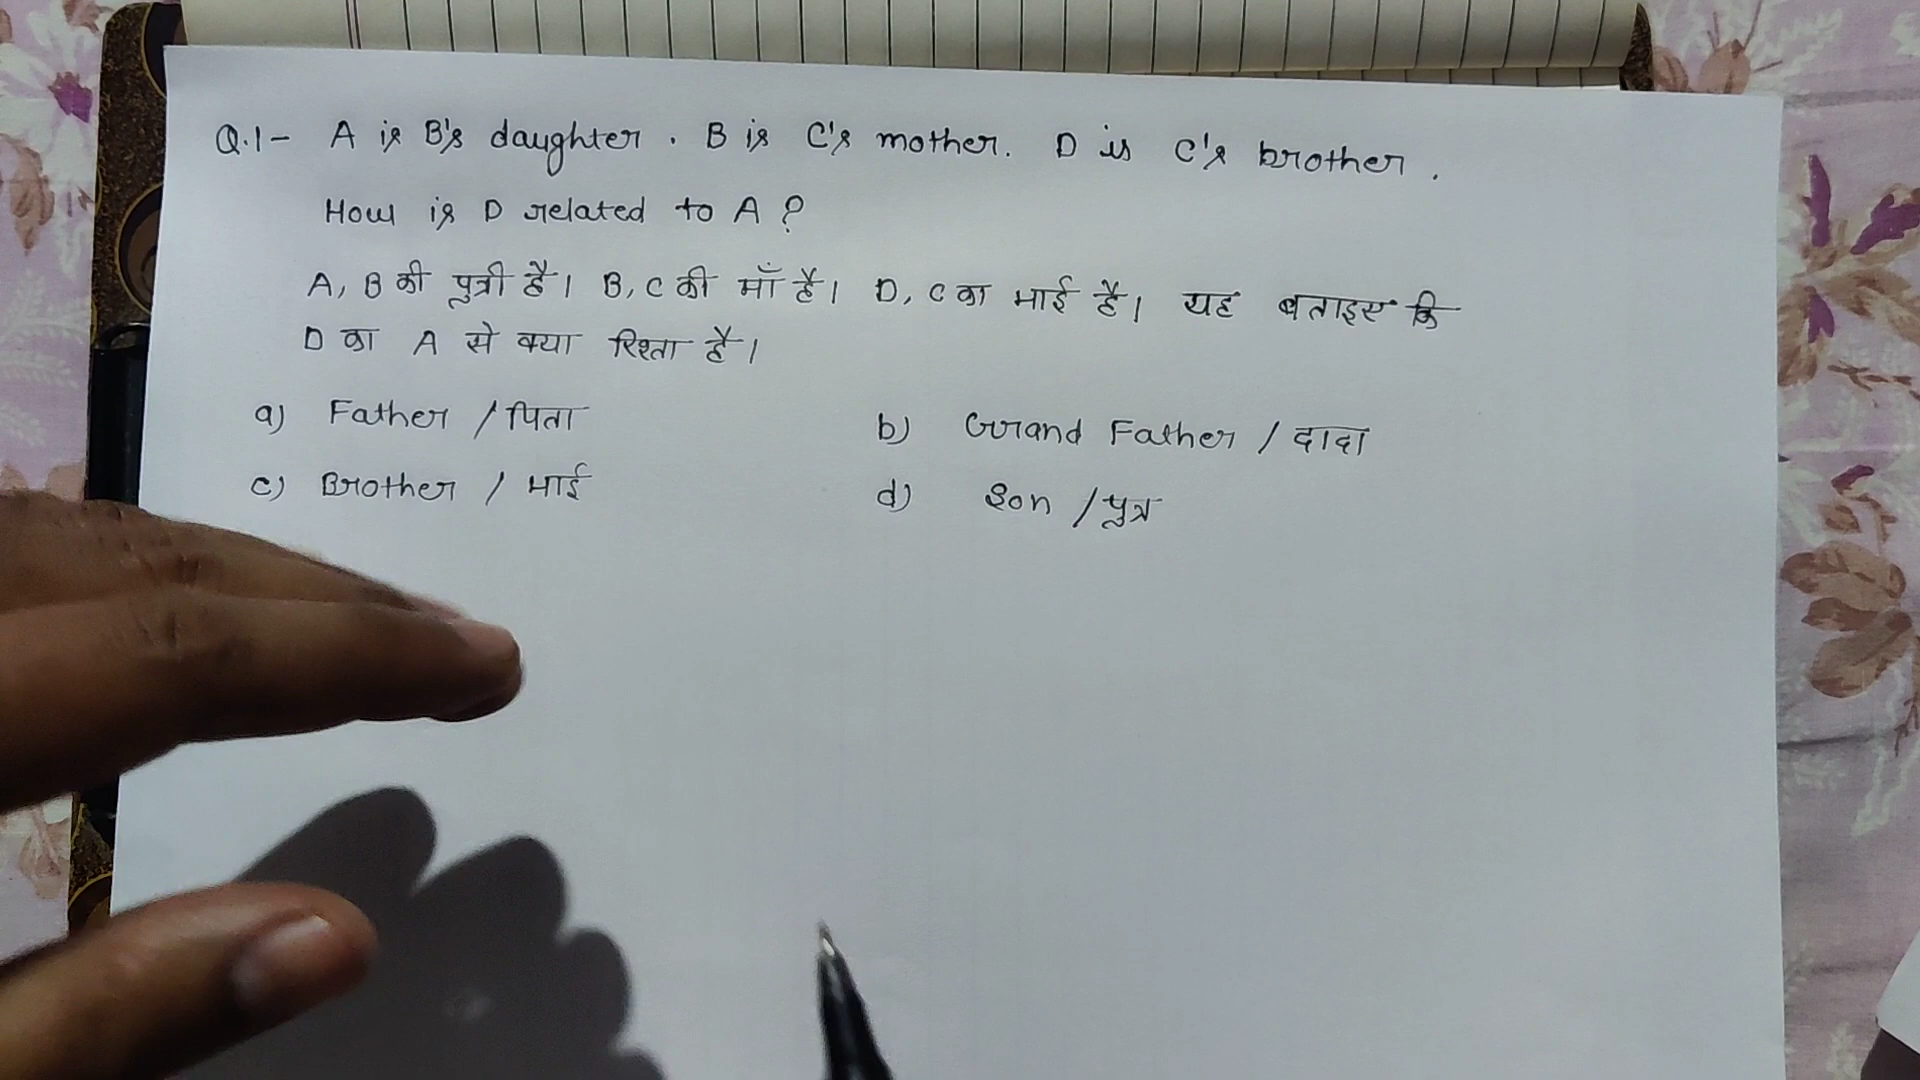 Q.1- A is B's daughter. B is C's mother. D is C's brother.
How is D related to A?
A, B की पुत्री है। B, C की माँ है। D, C का भाई है। यह बताइए कि
D का A से क्या रिश्ता है।
a) Father / पिता b) Grand Father / दादा
c) Brother / भाई d) Son / पुत्र